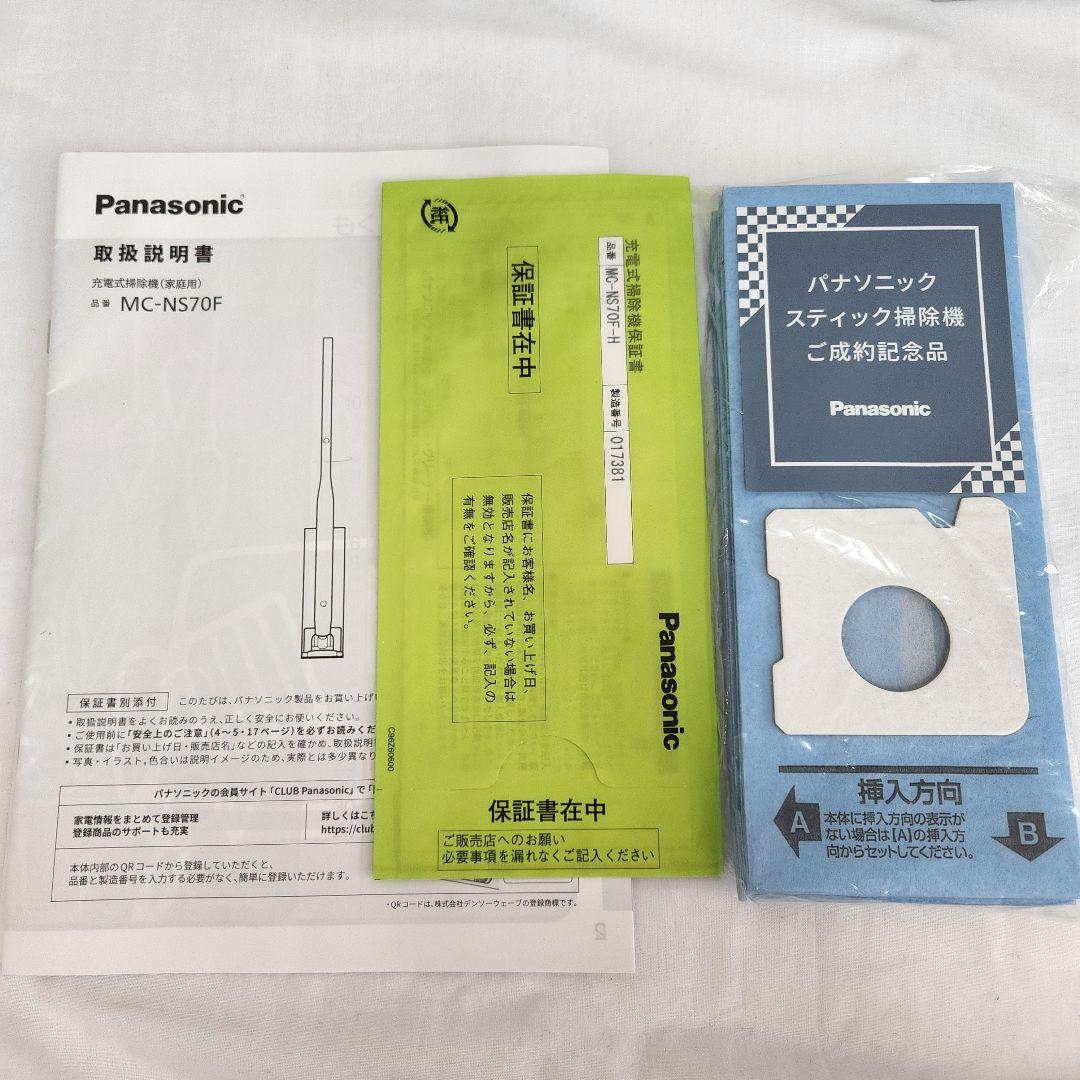 Panasonic
取扱説明書
充電式掃除機(家庭用)
品番 MC-NS70F
保証書別添付 このたびは、パナソニック製品をお買い上げい
▪取扱説明書をよくお読みのうえ、正しく安全にお使いください。
▪ご使用前に「安全上のご注意」(4～5・17ページ)を必ずお読みくだ
▪保証書は「お買い上げ日・販売店名」などの記入を確かめ、取扱説明
▪写真・イラスト、色合いは説明イメージのため、実際とは多少異な
パナソニックの会員サイト「CLUB Panasonic」で「
家電情報をまとめて登録管理
登録商品のサポートも充実
詳しくはこち
https://club
本体内部のQRコードから登録していただくと、
品番と製造番号を入力する必要がなく、簡単に登録いただけます。
・QRコードは、株式会社デンソーウェーブの登録商標です。
紙
保証書在中
充電式掃除機保証書
品番 MC-NS70F-H 製造番号 017381
保証書にお客様名、お買い上げ日、
販売店名が記入されていない場合は
無効となりますから、必ず、記入の
有無をご確認ください。
Panasonic
C96Z60600
保証書在中
ご販売店へのお願い
必要事項を漏れなくご記入ください
パナソニック
スティック掃除機
ご成約記念品
Panasonic
挿入方向
A
本体に挿入方向の表示が
ない場合は【A】の挿入方
向からセットしてください。
B